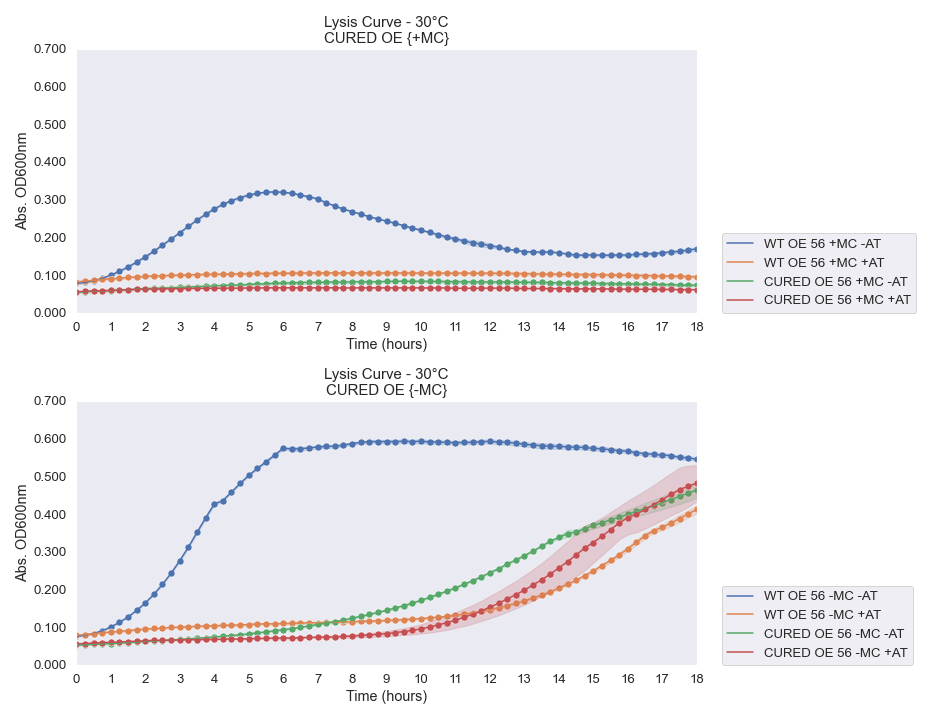 Lysis Curve - 30°C
CURED OE {+MC}
0.700
0.600
0.500
0.400
0.300
0.200
0.100
0.000
Abs. OD600nm
0 1 2 3 4 5 6 7 8 9 10 11 12 13 14 15 16 17 18
Time (hours)
WT OE 56 +MC -AT
WT OE 56 +MC +AT
CURED OE 56 +MC -AT
CURED OE 56 +MC +AT
Lysis Curve - 30°C
CURED OE {-MC}
0.700
0.600
0.500
0.400
0.300
0.200
0.100
0.000
Abs. OD600nm
0 1 2 3 4 5 6 7 8 9 10 11 12 13 14 15 16 17 18
Time (hours)
WT OE 56 -MC -AT
WT OE 56 -MC +AT
CURED OE 56 -MC -AT
CURED OE 56 -MC +AT